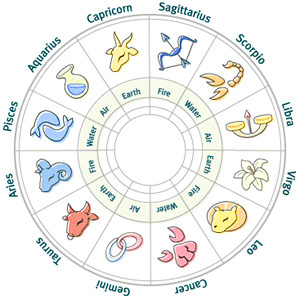 Capricorn
Sagittarius
Scorpio
Libra
Virgo
Leo
Cancer
Gemini
Taurus
Aries
Pisces
Aquarius
Earth
Fire
Water
Air
Earth
Fire
Water
Air
Earth
Fire
Water
Air